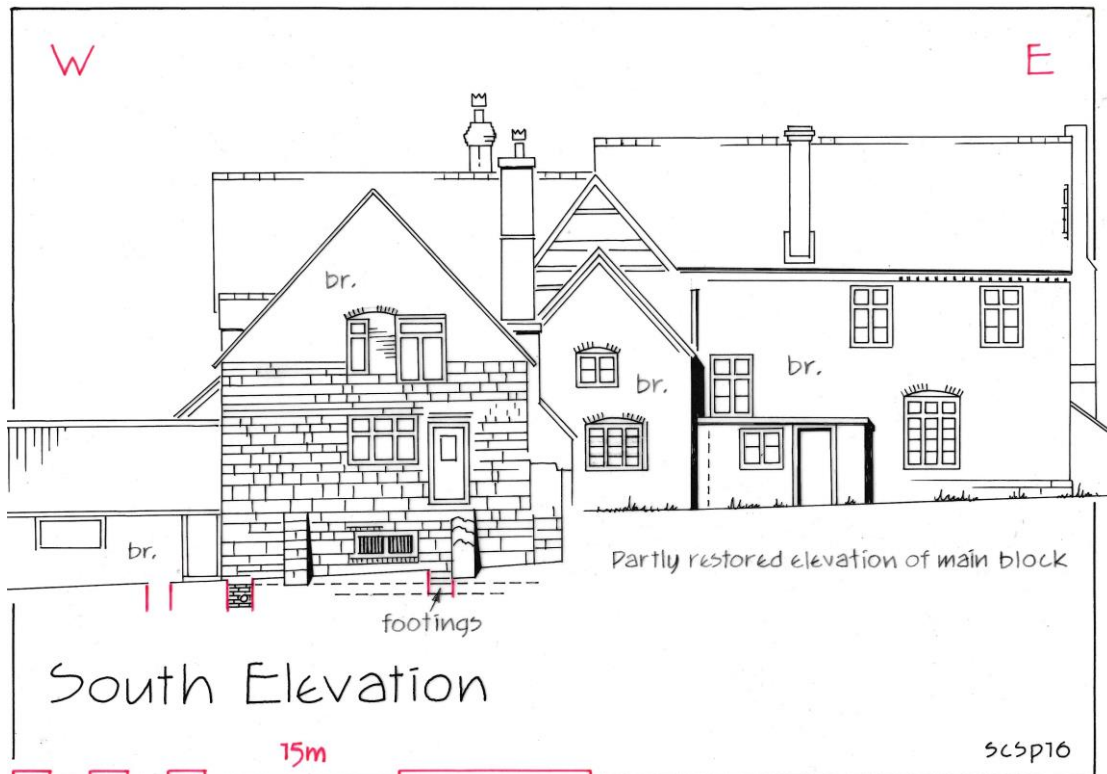 W
E
br.
br.
br.
br.
Partly restored elevation of main block
footings
South Elevation
15m
SCSP16